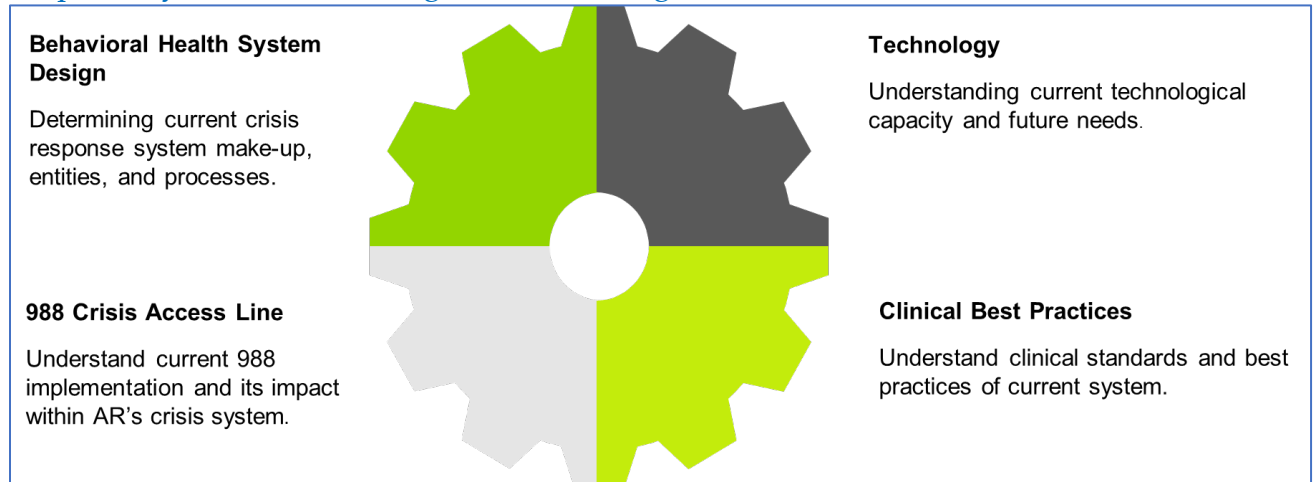 Behavioral Health System
Design
Determining current crisis
response system make-up,
entities, and processes.
Technology
Understanding current technological
capacity and future needs.
988 Crisis Access Line
Understand current 988
implementation and its impact
within AR's crisis system.
Clinical Best Practices
Understand clinical standards and best
practices of current system.